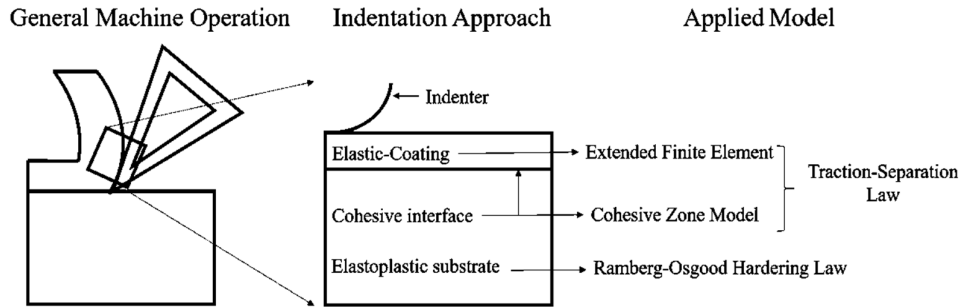 General Machine Operation
Indentation Approach
Applied Model
Indenter
Elastic-Coating
Extended Finite Element
Traction-Separation
Law
Cohesive interface
Cohesive Zone Model
Elastoplastic substrate
Ramberg-Osgood Hardering Law